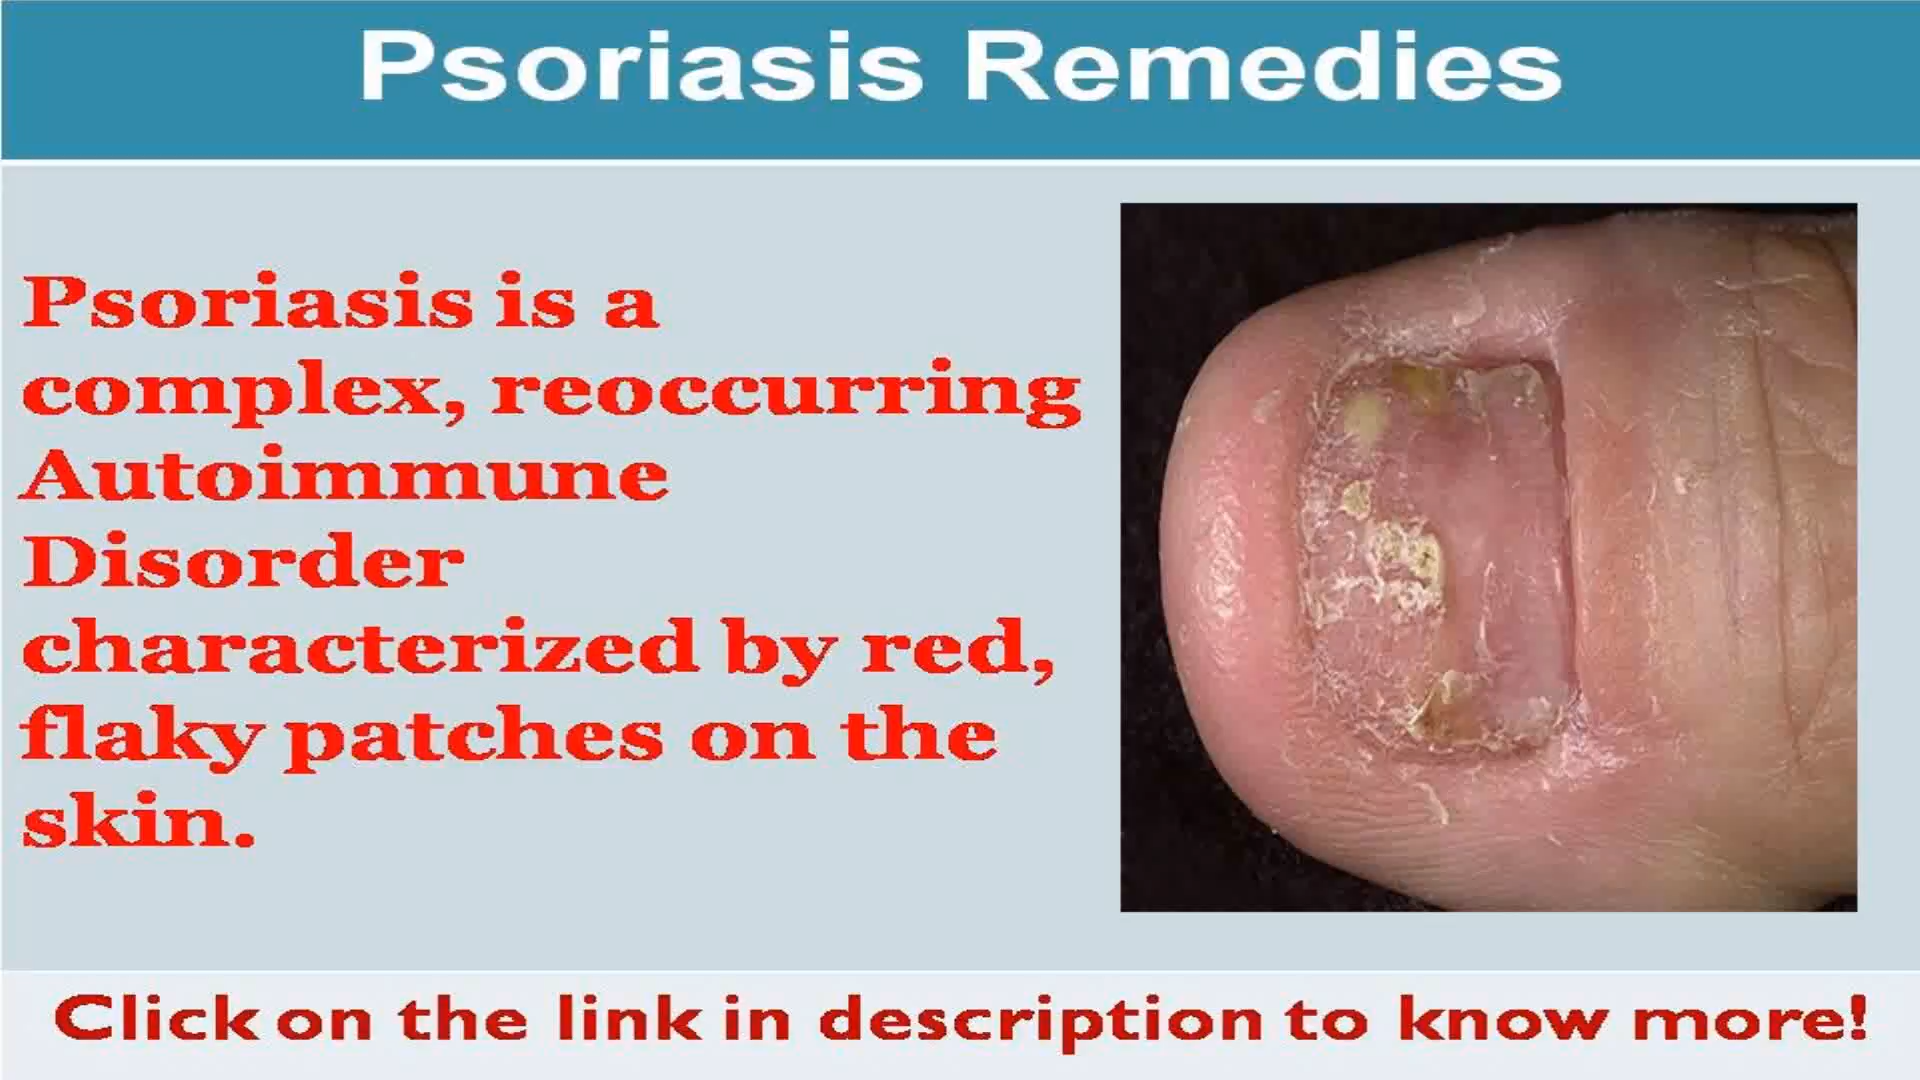 Psoriasis Remedies
Psoriasis is a
complex, reoccurring
Autoimmune
Disorder
characterized by red,
flaky patches on the
skin.
Click on the link in description to know more!